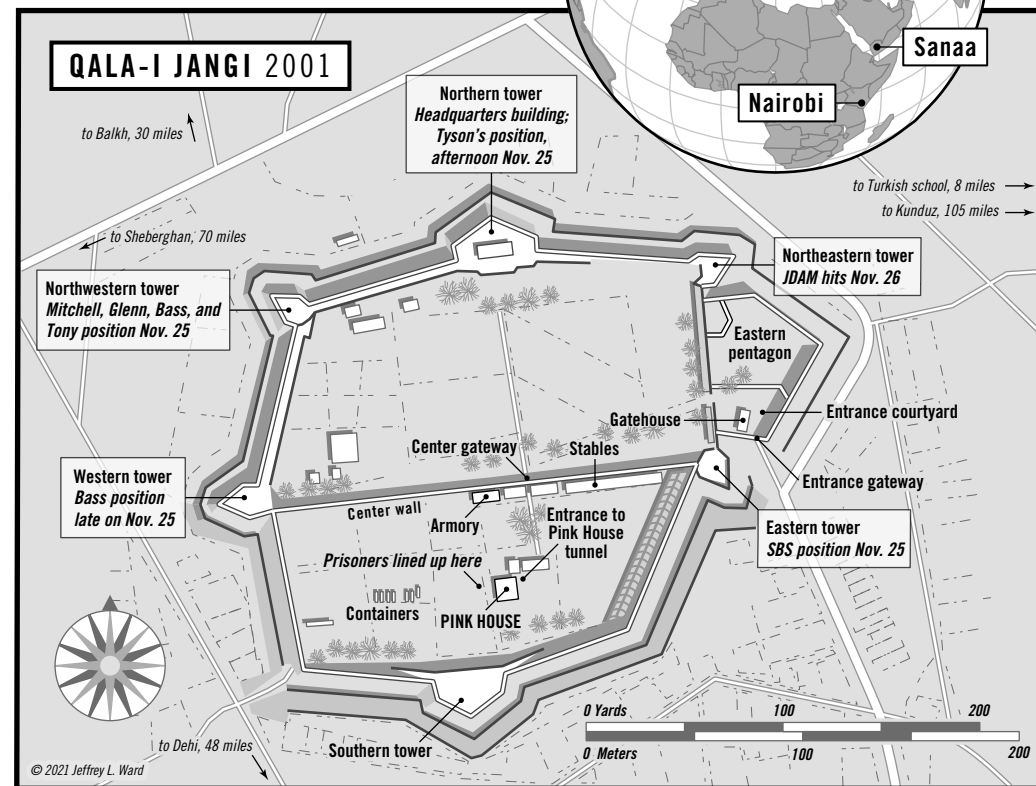 QALA-I JANGI 2001
Sanaa
Nairobi
Northern tower
Headquarters building;
Tyson's position,
afternoon Nov. 25
to Balkh, 30 miles
to Turkish school, 8 miles
to Kunduz, 105 miles
to Sheberghan, 70 miles
Northeastern tower
JDAM hits Nov. 26
Northwestern tower
Mitchell, Glenn, Bass, and
Tony position Nov. 25
Eastern
pentagon
Gatehouse
Entrance courtyard
Center gateway
Stables
Entrance gateway
Western tower
Bass position
late on Nov. 25
Center wall
Armory
Entrance to
Pink House
tunnel
Eastern tower
SBS position Nov. 25
Prisoners lined up here
Containers
PINK HOUSE
0 Yards
100
200
0 Meters
100
200
to Dehi, 48 miles
Southern tower
© 2021 Jeffrey L. Ward